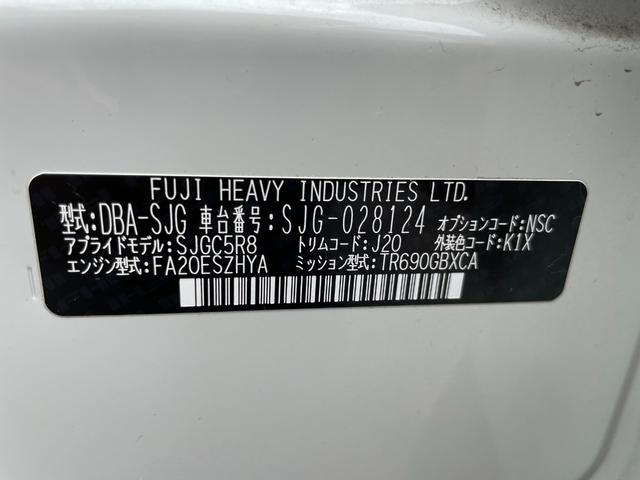 FUJI HEAVY INDUSTRIES LTD.
型式:DBA-SJG 車台番号:SJG-028124 オプションコード:NSC
アプライドモデル:SJGC5R8 トリムコード:J20 外装色コード:K1X
エンジン型式:FA20ESZHYA ミッション型式:TR690GBXCA